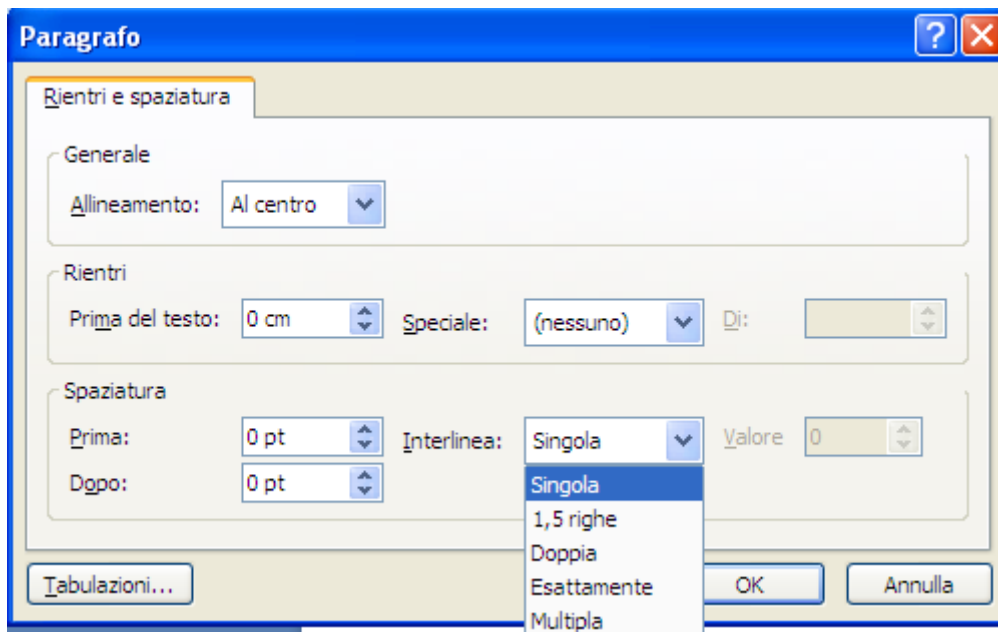 Paragrafo
Rientri e spaziatura
Generale
Allineamento: Al centro
Rientri
Prima del testo: 0 cm Speciale: (nessuno) Di:
Spaziatura
Prima: 0 pt Interlinea: Singola Valore 0
Dopo: 0 pt
Singola
1,5 righe
Doppia
Esattamente
Multipla
Tabulazioni... OK Annulla